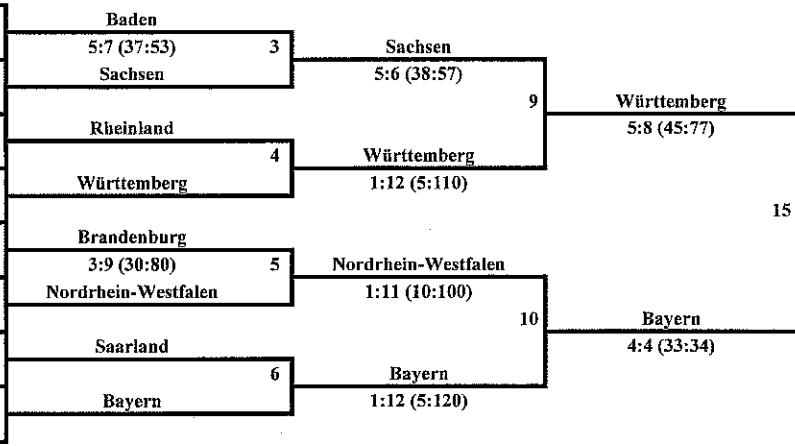 Baden
5:7 (37:53)
3
Sachsen
Sachsen
5:6 (38:57)
9
Württemberg
5:8 (45:77)
Rheinland
4
Württemberg
Württemberg
1:12 (5:110)
15
Brandenburg
3:9 (30:80)
5
Nordrhein-Westfalen
Nordrhein-Westfalen
1:11 (10:100)
10
Bayern
4:4 (33:34)
Saarland
6
Bayern
Bayern
1:12 (5:120)